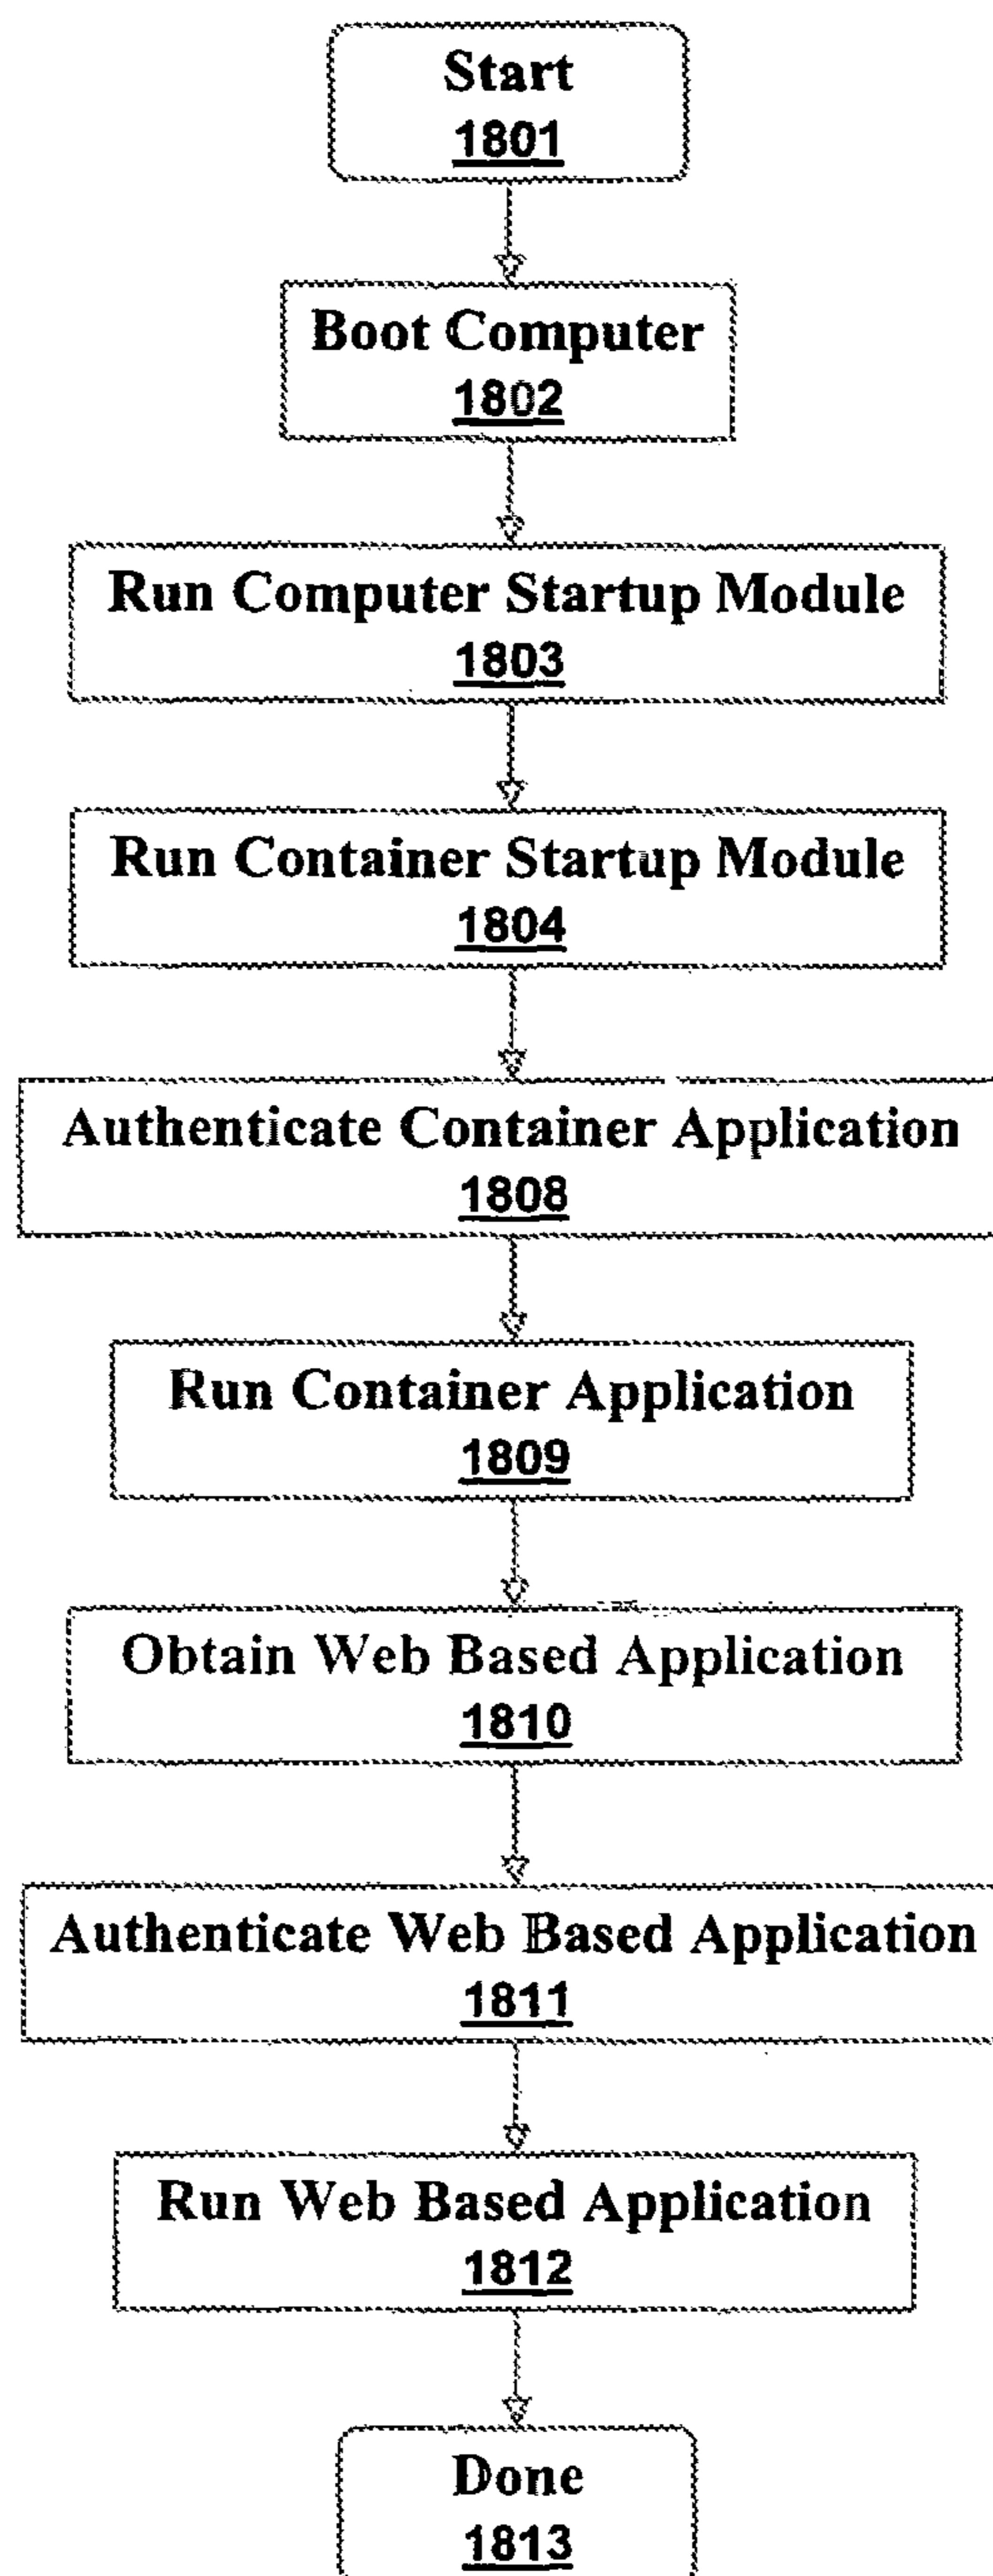 Start
1801
Boot Computer
1802
Run Computer Startup Module
1803
Run Container Startup Module
1804
Authenticate Container Application
1808
Run Container Application
1809
Obtain Web Based Application
1810
Authenticate Web Based Application
1811
Run Web Based Application
1812
Done
1813